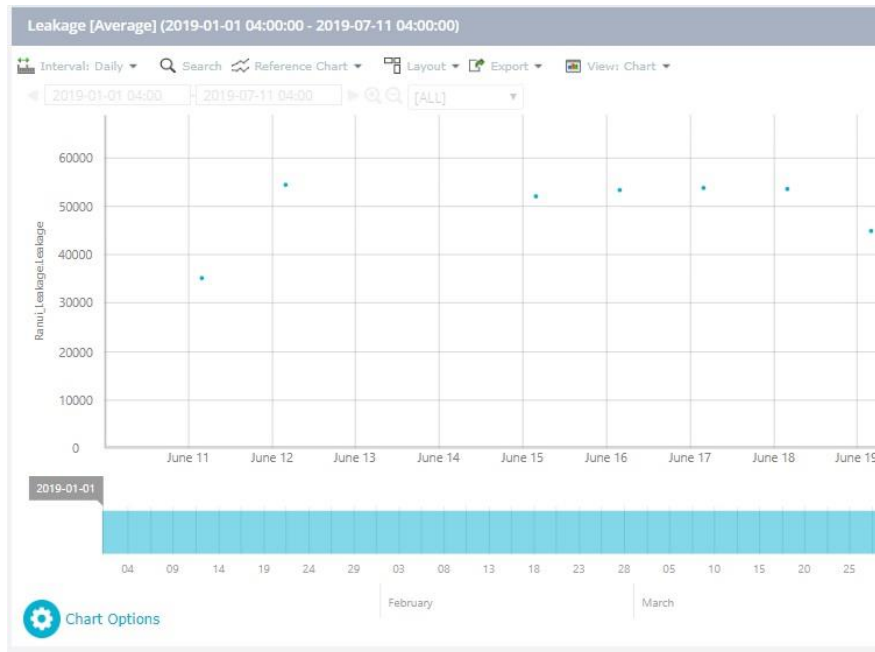 Leakage [Average] (2019-01-01 04:00:00 - 2019-07-11 04:00:00)
Interval: Daily Search Reference Chart Layout Export View: Chart
2019-01-01 04:00 - 2019-07-11 04:00 [ALL]
Ranui_Leakage.Leakage
60000
50000
40000
30000
20000
10000
0
June 11 June 12 June 13 June 14 June 15 June 16 June 17 June 18 June 19
2019-01-01
04 09 14 19 24 29 03 08 13 18 23 28 05 10 15 20 25
February March
Chart Options